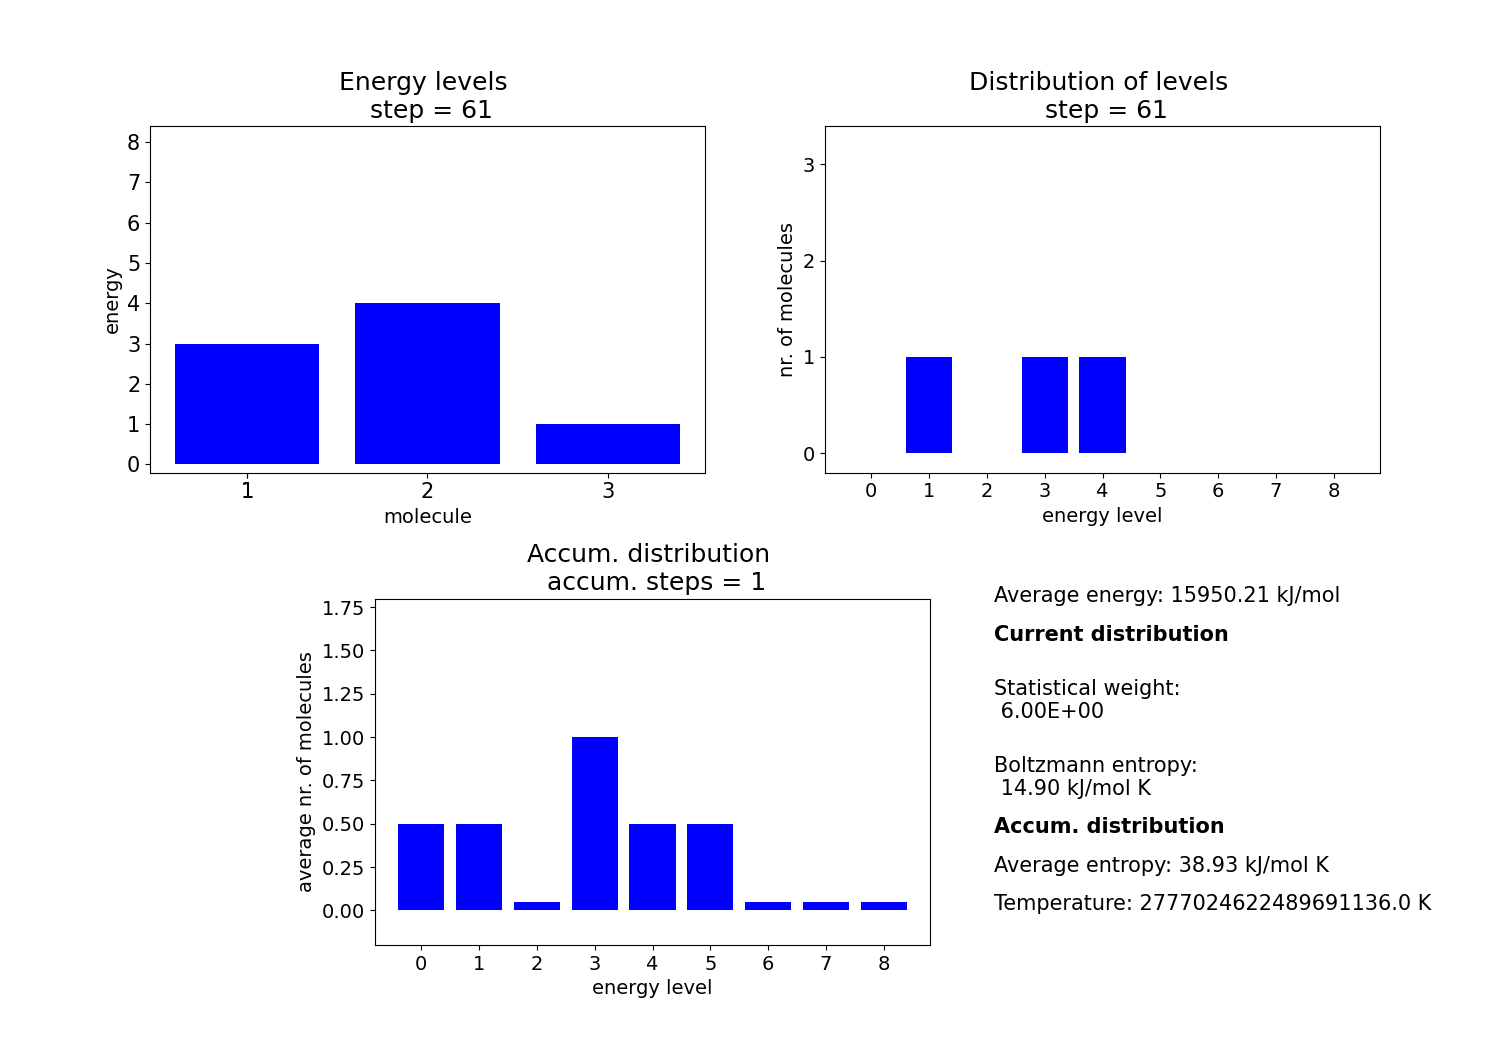 Energy levels
step = 61
8
7
6
5
4
3
2
1
0
energy
1 2 3
molecule
Distribution of levels
step = 61
3
2
1
0
nr. of molecules
0 1 2 3 4 5 6 7 8
energy level
Accum. distribution
accum. steps = 1
1.75
1.50
1.25
1.00
0.75
0.50
0.25
0.00
average nr. of molecules
0 1 2 3 4 5 6 7 8
energy level
Average energy: 15950.21 kJ/mol
Current distribution
Statistical weight:
6.00E+00
Boltzmann entropy:
14.90 kJ/mol K
Accum. distribution
Average entropy: 38.93 kJ/mol K
Temperature: 2777024622489691136.0 K